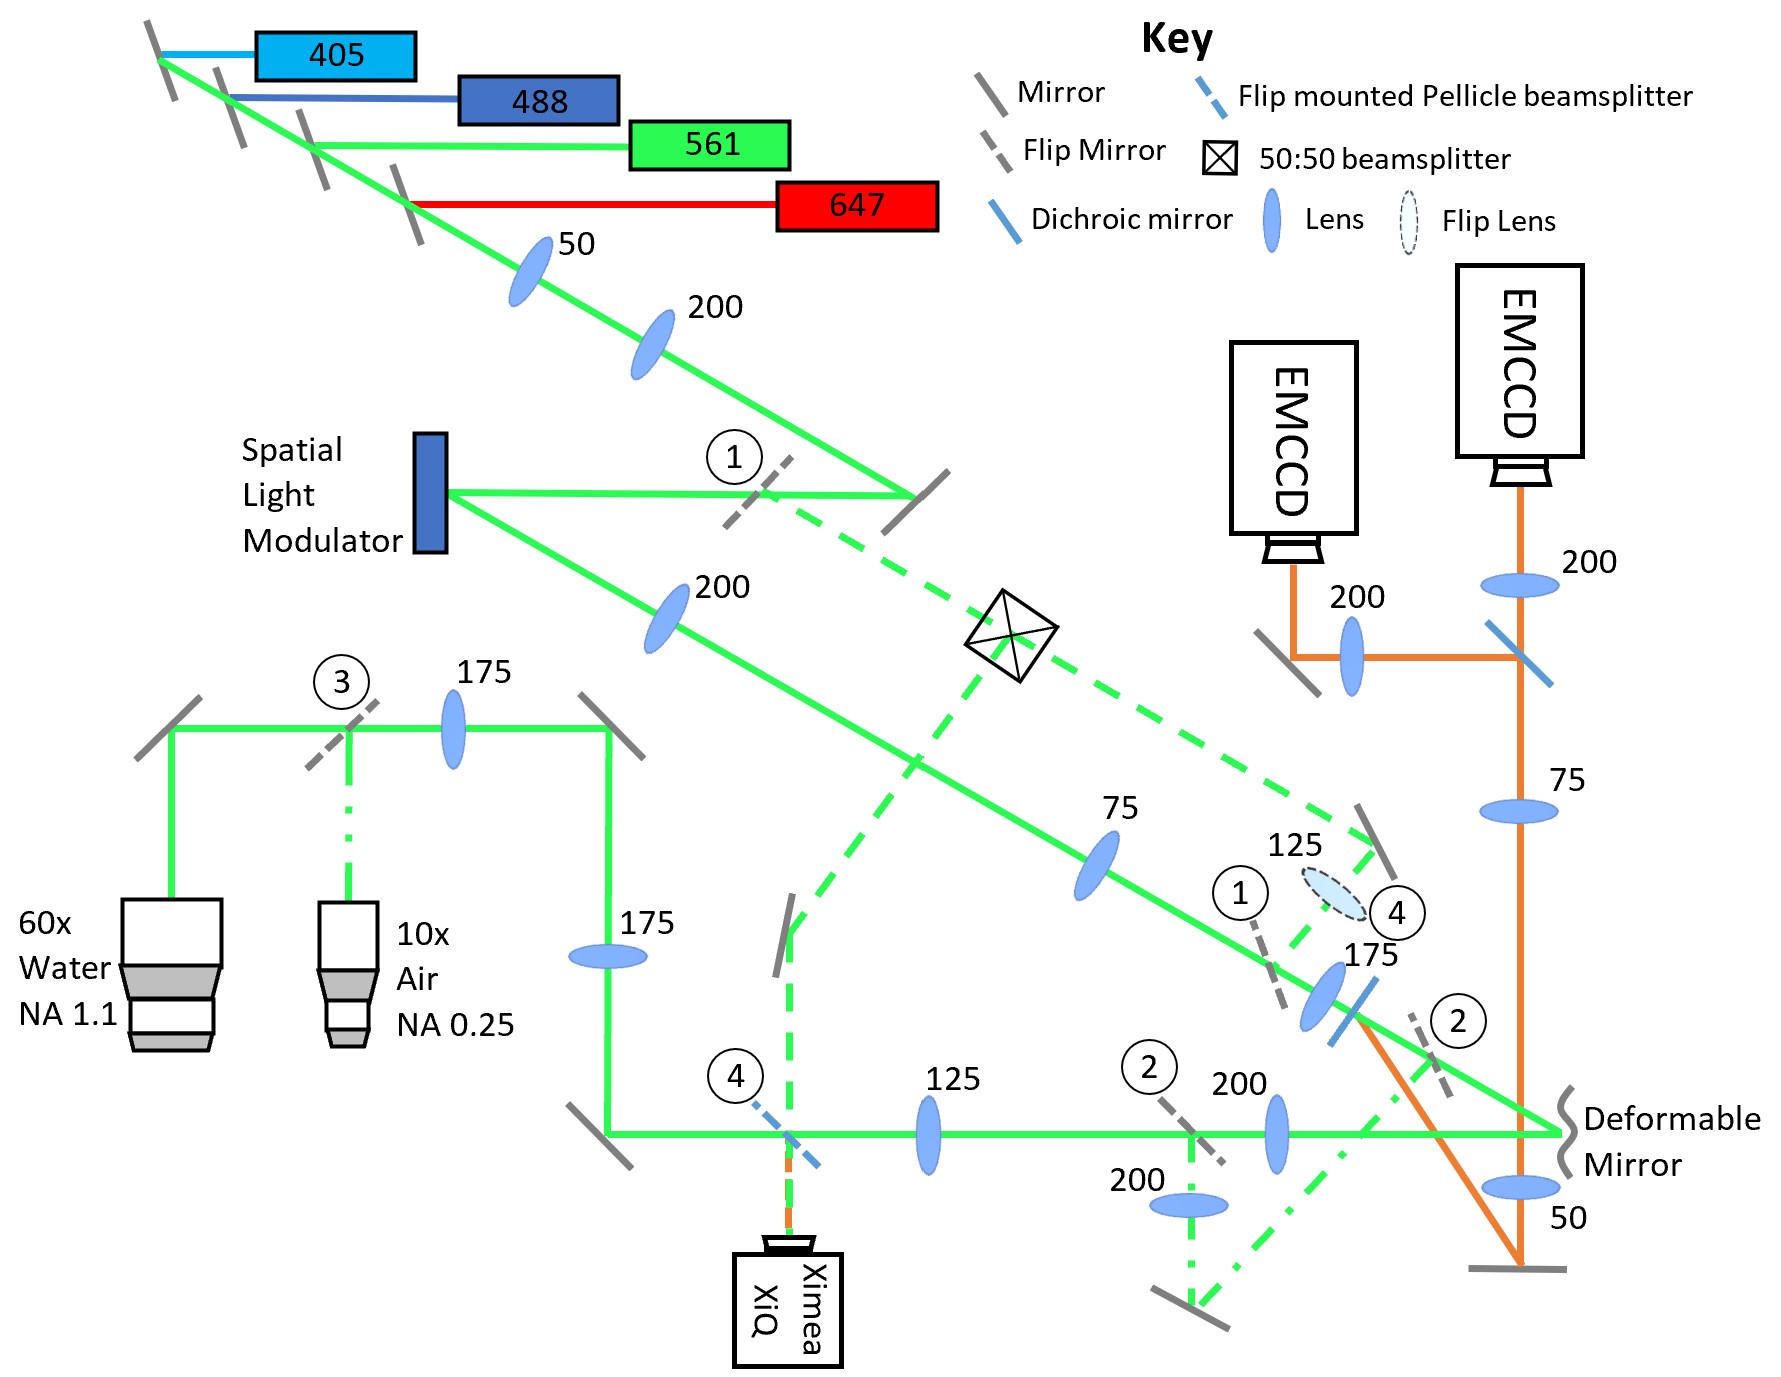 Key
Mirror
Flip mounted Pellicle beamsplitter
Flip Mirror
50:50 beamsplitter
Dichroic mirror
Lens
Flip Lens
405
488
561
647
50
200
EMCCD
EMCCD
Spatial
Light
Modulator
1
200
200
200
3
175
75
75
125
1
4
175
60x
Water
NA 1.1
10x
Air
NA 0.25
175
2
2
4
125
200
Deformable
Mirror
200
50
Ximea
XiQ